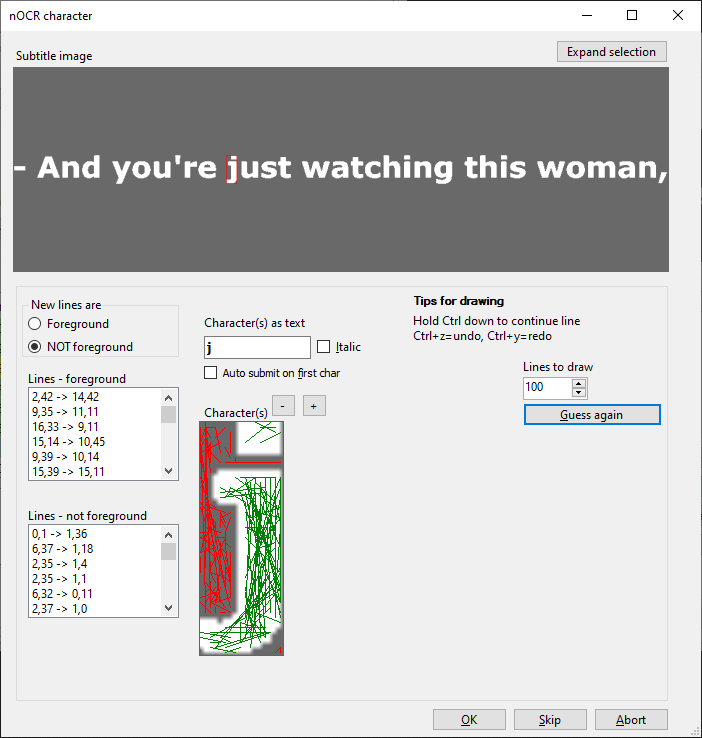 nOCR character
Subtitle image
Expand selection
- And you're just watching this woman,
New lines are
Foreground
NOT foreground
Lines - foreground
2,42 -> 14,42
9,35 -> 11,11
16,33 -> 9,11
15,14 -> 10,45
9,39 -> 10,14
15,39 -> 15,11
Lines - not foreground
0,1 -> 1,36
6,37 -> 1,18
2,35 -> 1,4
2,35 -> 1,1
6,32 -> 0,11
2,37 -> 1,0
Character(s) as text
j
Italic
Auto submit on first char
Character(s)
-
+
Tips for drawing
Hold Ctrl down to continue line
Ctrl+z=undo, Ctrl+y=redo
Lines to draw
100
Guess again
OK
Skip
Abort